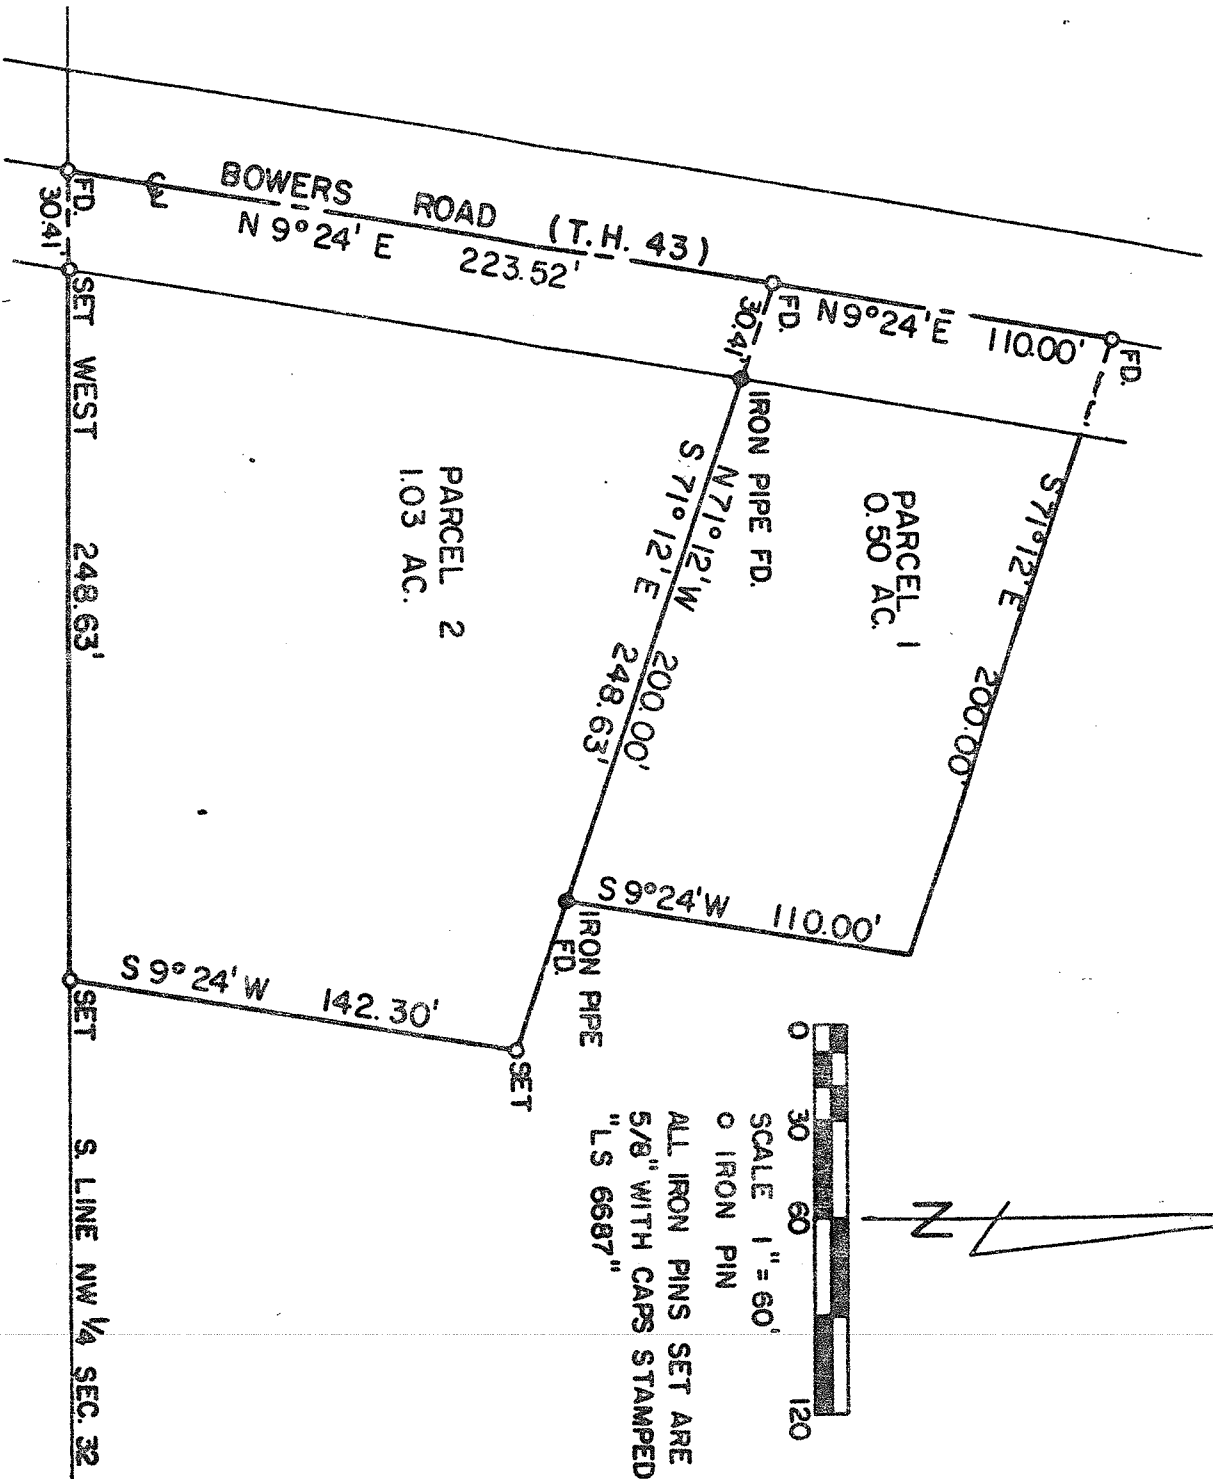 BOWERS ROAD (T.H. 43)
N 9° 24' E 223.52'
N 9° 24' E 110.00'
FD.
FD.
FD.
30.41'
30.41'
SET WEST 248.63'
SET
S. LINE NW 1/4 SEC. 32
IRON PIPE FD.
N 71° 12' W 200.00'
S 71° 12' E 248.63'
S 71° 12' E 200.00'
PARCEL 1
0.50 AC.
PARCEL 2
1.03 AC.
S 9° 24' W 110.00'
IRON PIPE
FD.
S 9° 24' W 142.30'
SET
0 30 60 120
SCALE 1" = 60'
O IRON PIN
ALL IRON PINS SET ARE
5/8" WITH CAPS STAMPED
"LS 6687"
N